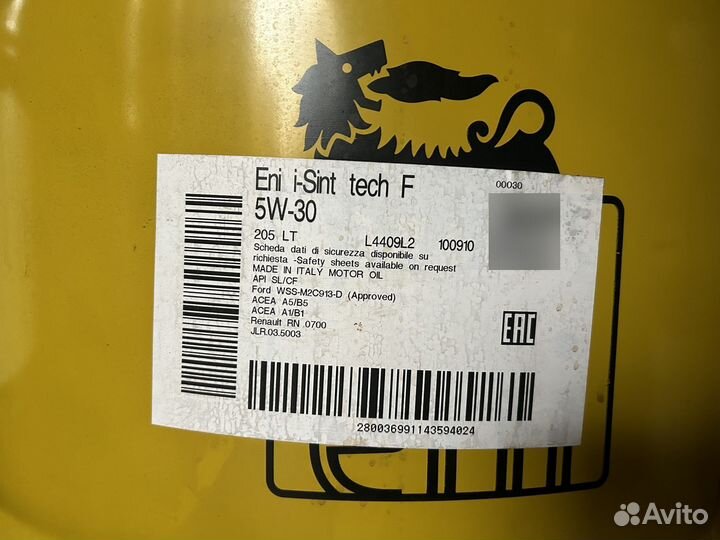 Eni i-Sint tech F
00030
5W-30
205 LT L4409L2 100910
Scheda dati di sicurezza disponibile su
richiesta -Safety sheets available on request
MADE IN ITALY MOTOR OIL
API SL/CF
Ford WSS-M2C913-D (Approved)
ACEA A5/B5
ACEA A1/B1
Renault RN 0700
JLR.03.5003
EAC
280036991143594024
Avito